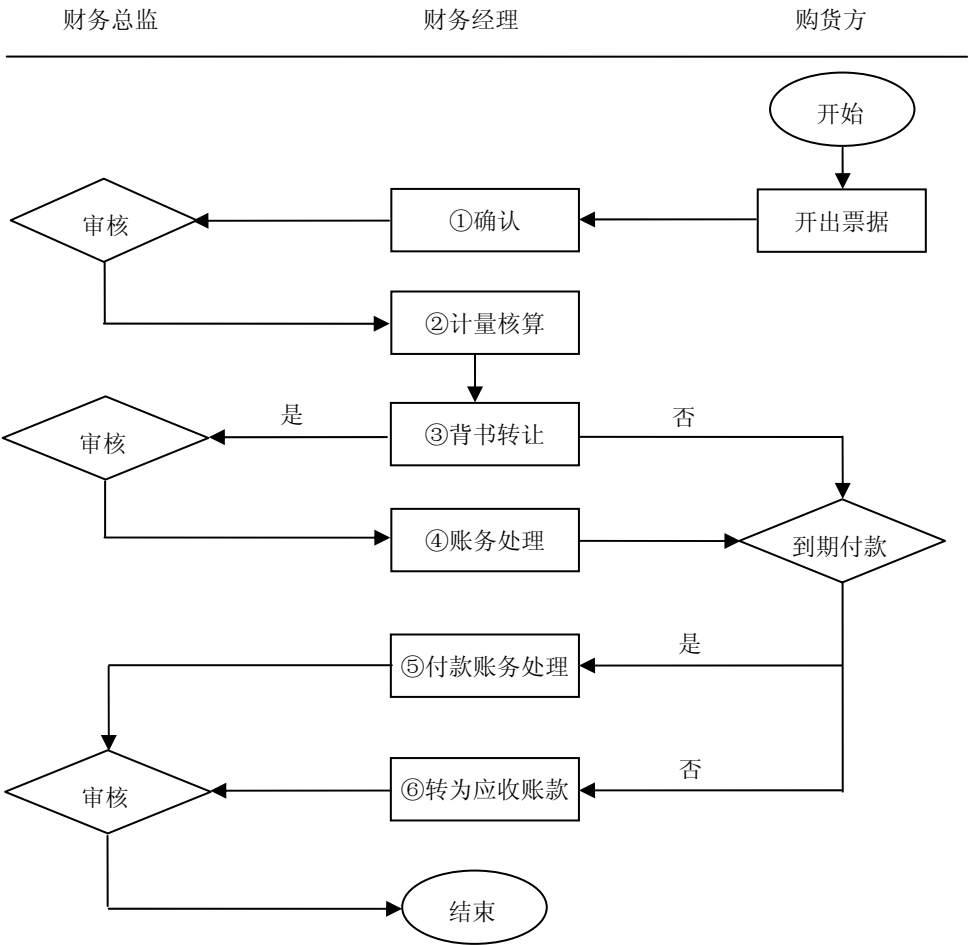 财务总监 财务经理 购货方
开始
审核 ①确认 开出票据
②计量核算
是 否
审核 ③背书转让
④账务处理 到期付款
是
⑤付款账务处理
否
审核 ⑥转为应收账款
结束